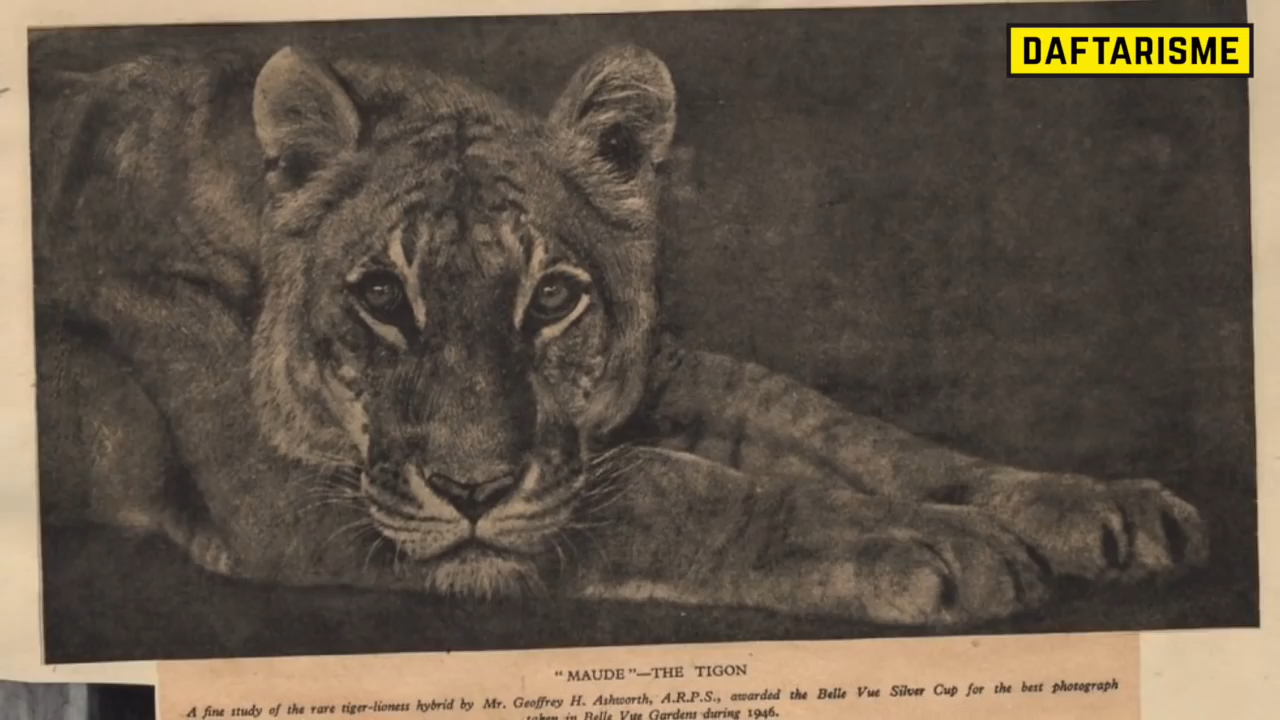 DAFTARISME
"MAUDE"—THE TIGON
A fine study of the rare tiger-lioness hybrid by Mr. Geoffrey H. Ashworth, A.R.P.S., awarded the Belle Vue Silver Cup for the best photograph
taken in Belle Vue Gardens during 1946.